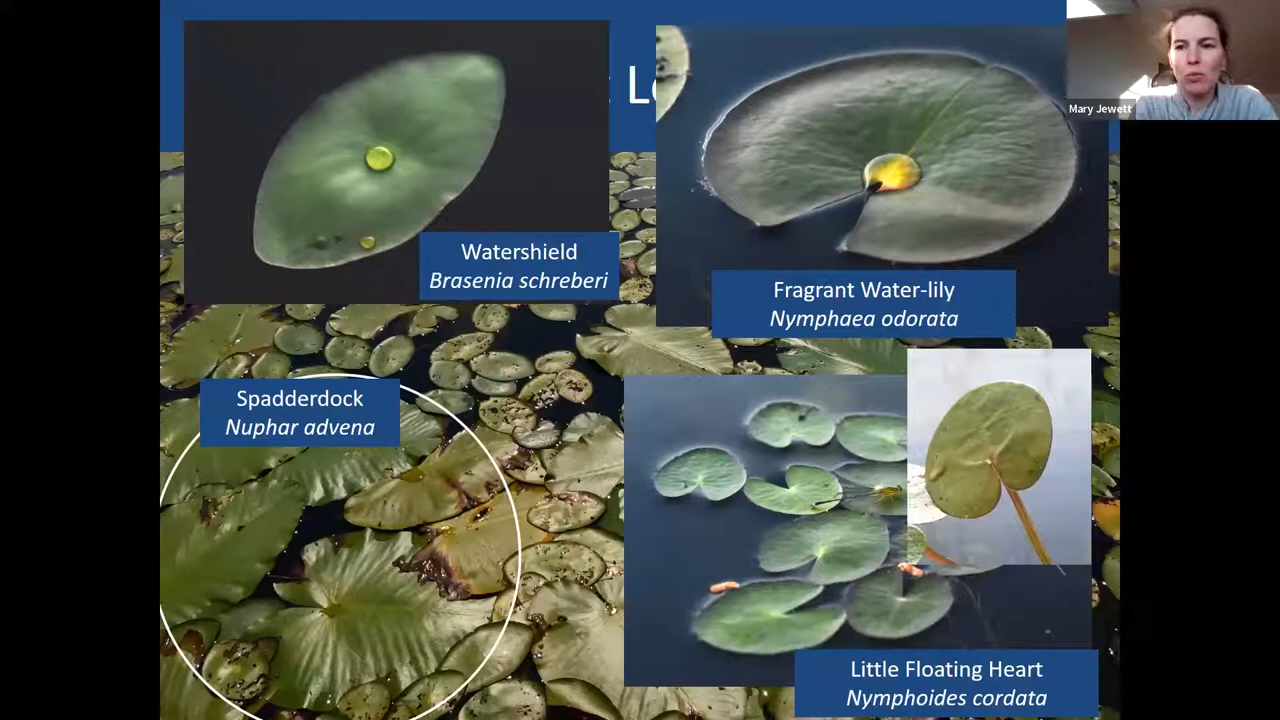 Mary Jewett
Watershield
Brasenia schreberi
Fragrant Water-lily
Nymphaea odorata
Spadderdock
Nuphar advena
Little Floating Heart
Nymphoides cordata